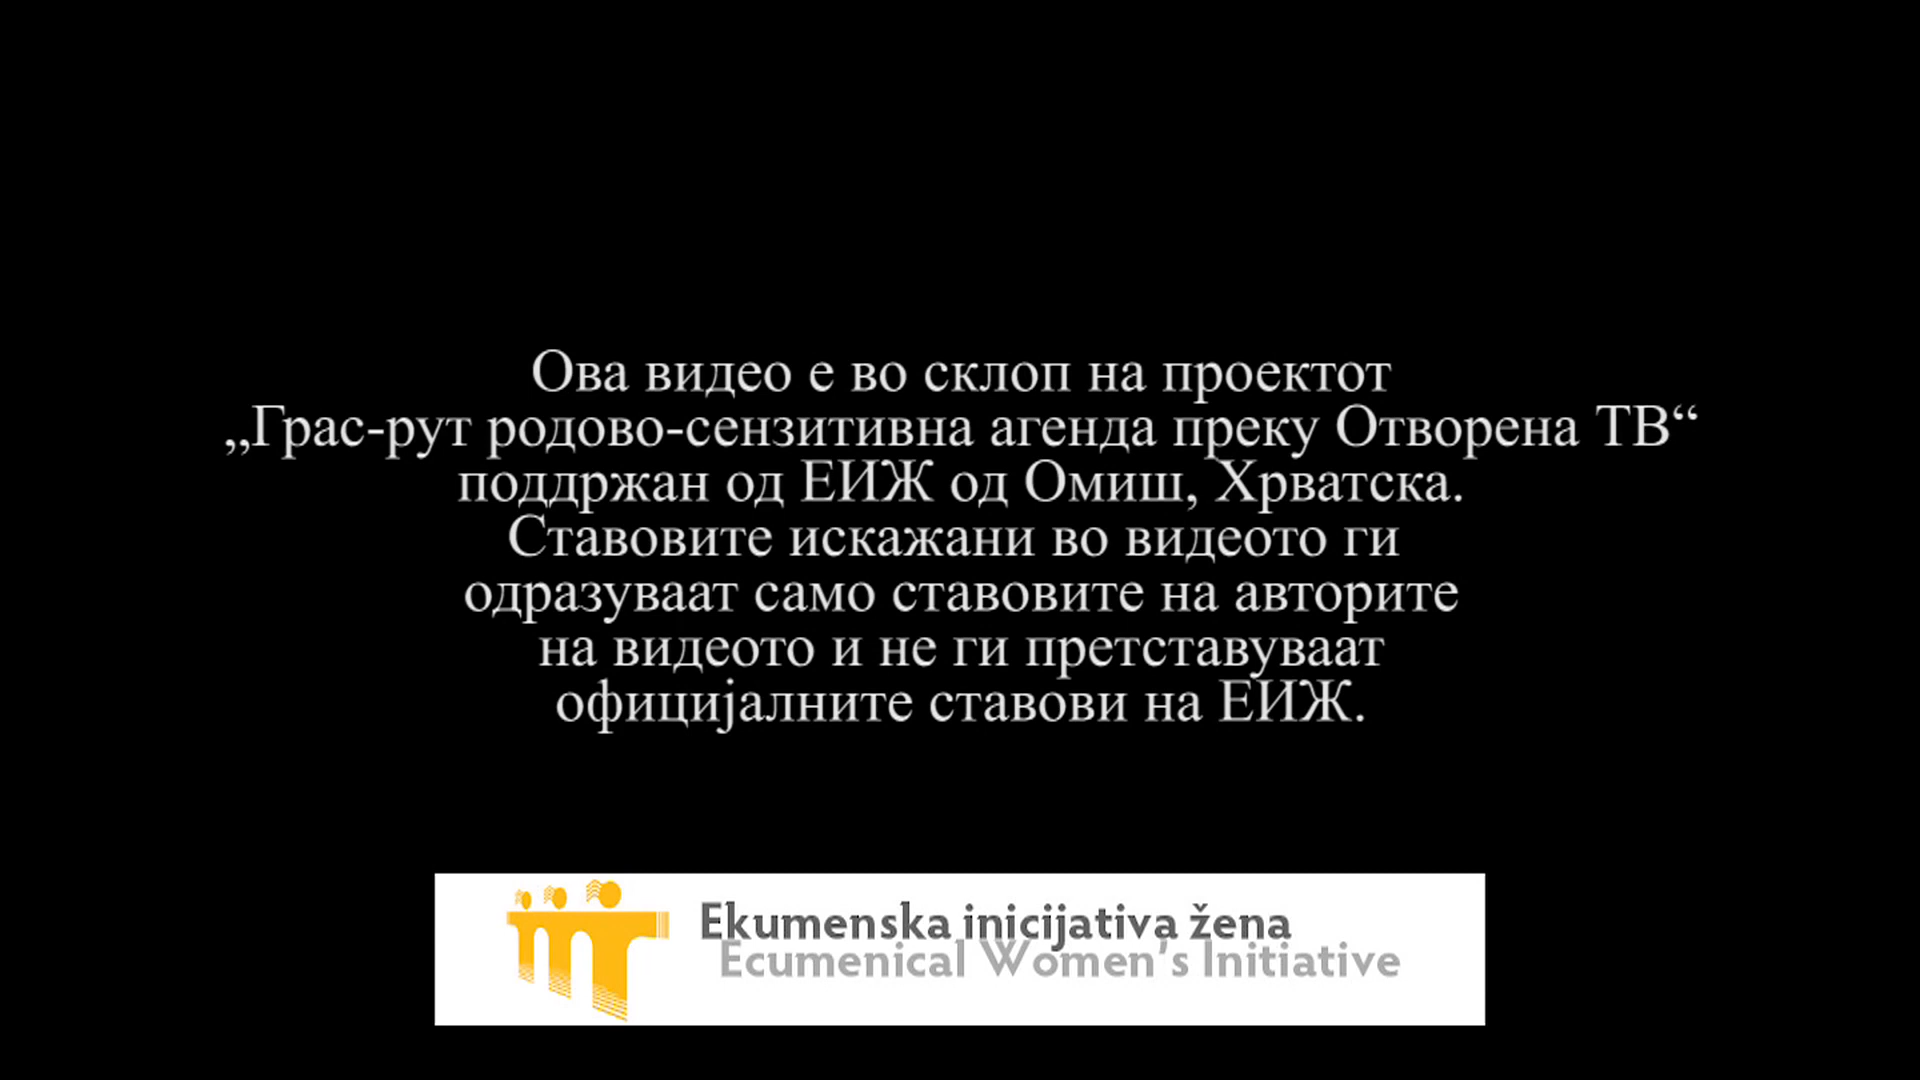 Ова видео е во склоп на проектот
„Грас-рут родово-сензитивна агенда преку Отворена ТВ“
поддржан од ЕИЖ од Омиш, Хрватска.
Ставовите искажани во видеото ги
одразуваат само ставовите на авторите
на видеото и не ги претставуваат
официјалните ставови на ЕИЖ.
Ekumenska inicijativa žena
Ecumenical Women's Initiative